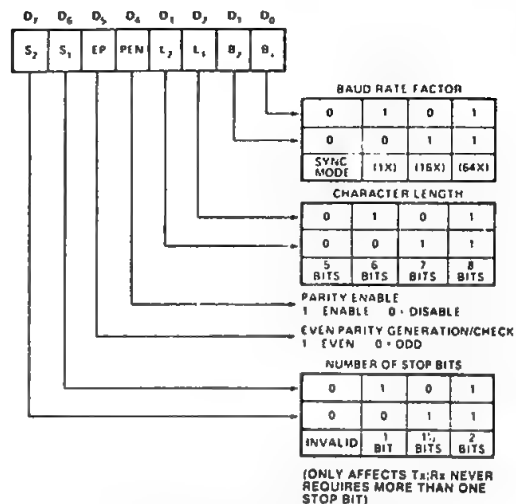 D7 D6 D5 D4 D3 D2 D1 D0
S2 S1 EP PEN L2 L1 B2 B1
BAUD RATE FACTOR
0 1 0 1
0 0 1 1
SYNC MODE (1X) (16X) (64X)
CHARACTER LENGTH
0 1 0 1
0 0 1 1
5 BITS 6 BITS 7 BITS 8 BITS
PARITY ENABLE
1 ENABLE 0 = DISABLE
EVEN PARITY GENERATION/CHECK
1 EVEN 0 = ODD
NUMBER OF STOP BITS
0 1 0 1
0 0 1 1
INVALID 1 BIT 1½ BITS 2 BITS
(ONLY AFFECTS Tx; Rx NEVER
REQUIRES MORE THAN ONE
STOP BIT)